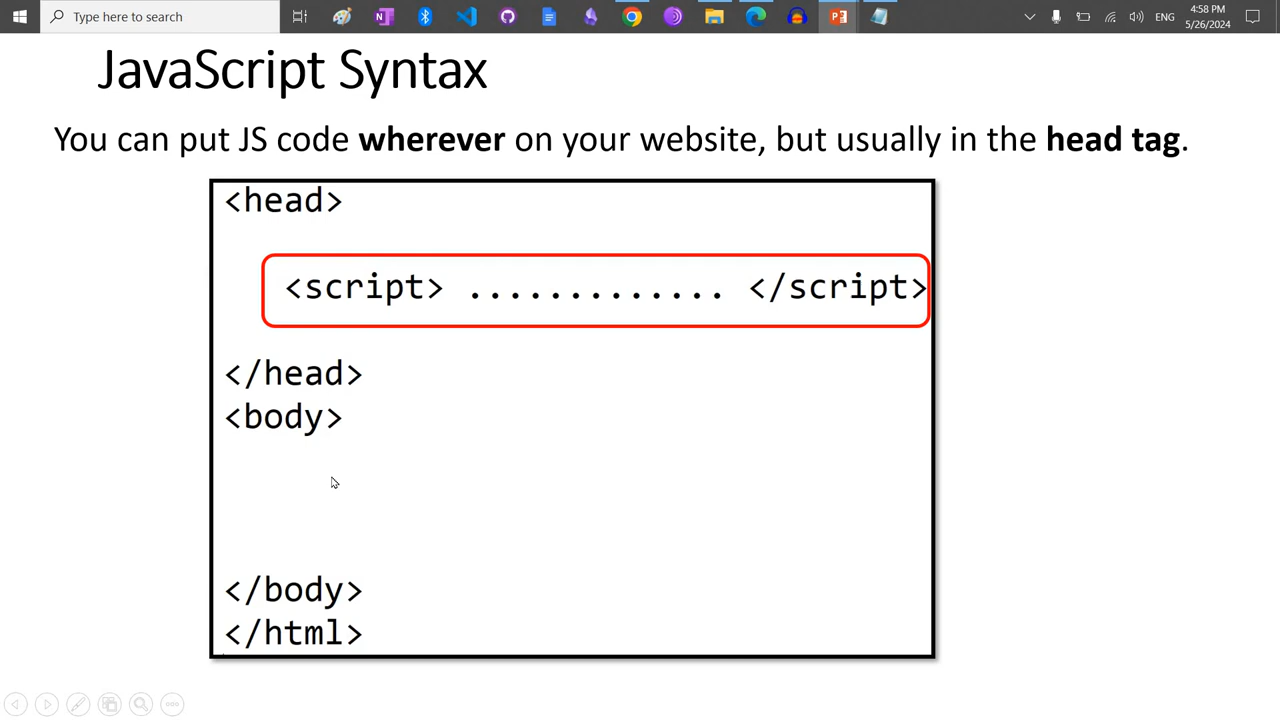 Type here to search
ENG
4:58 PM
5/26/2024
JavaScript Syntax
You can put JS code wherever on your website, but usually in the head tag.
<head>
<script> ............. </script>
</head>
<body>
</body>
</html>